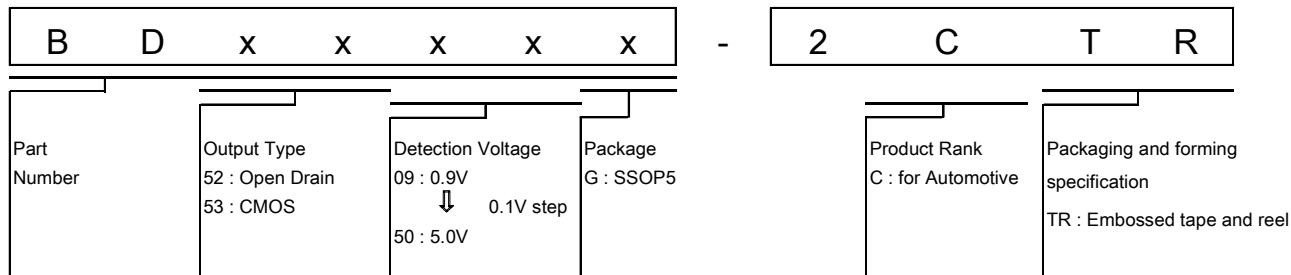 B D x x x x x - 2 C T R
Part
Number
Output Type
52 : Open Drain
53 : CMOS
Detection Voltage
09 : 0.9V
⇩ 0.1V step
50 : 5.0V
Package
G : SSOP5
Product Rank
C : for Automotive
Packaging and forming
specification
TR : Embossed tape and reel